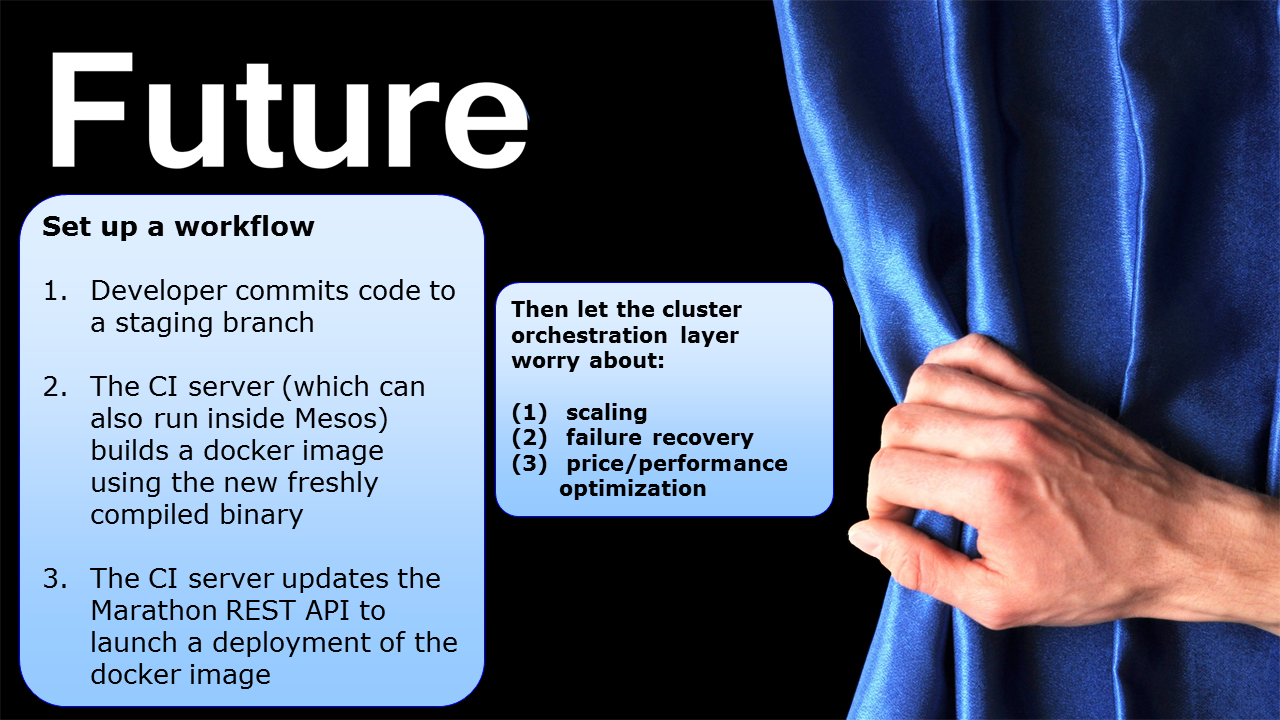 Future
Set up a workflow
1. Developer commits code to
a staging branch
2. The CI server (which can
also run inside Mesos)
builds a docker image
using the new freshly
compiled binary
3. The CI server updates the
Marathon REST API to
launch a deployment of the
docker image
Then let the cluster
orchestration layer
worry about:
(1) scaling
(2) failure recovery
(3) price/performance
optimization